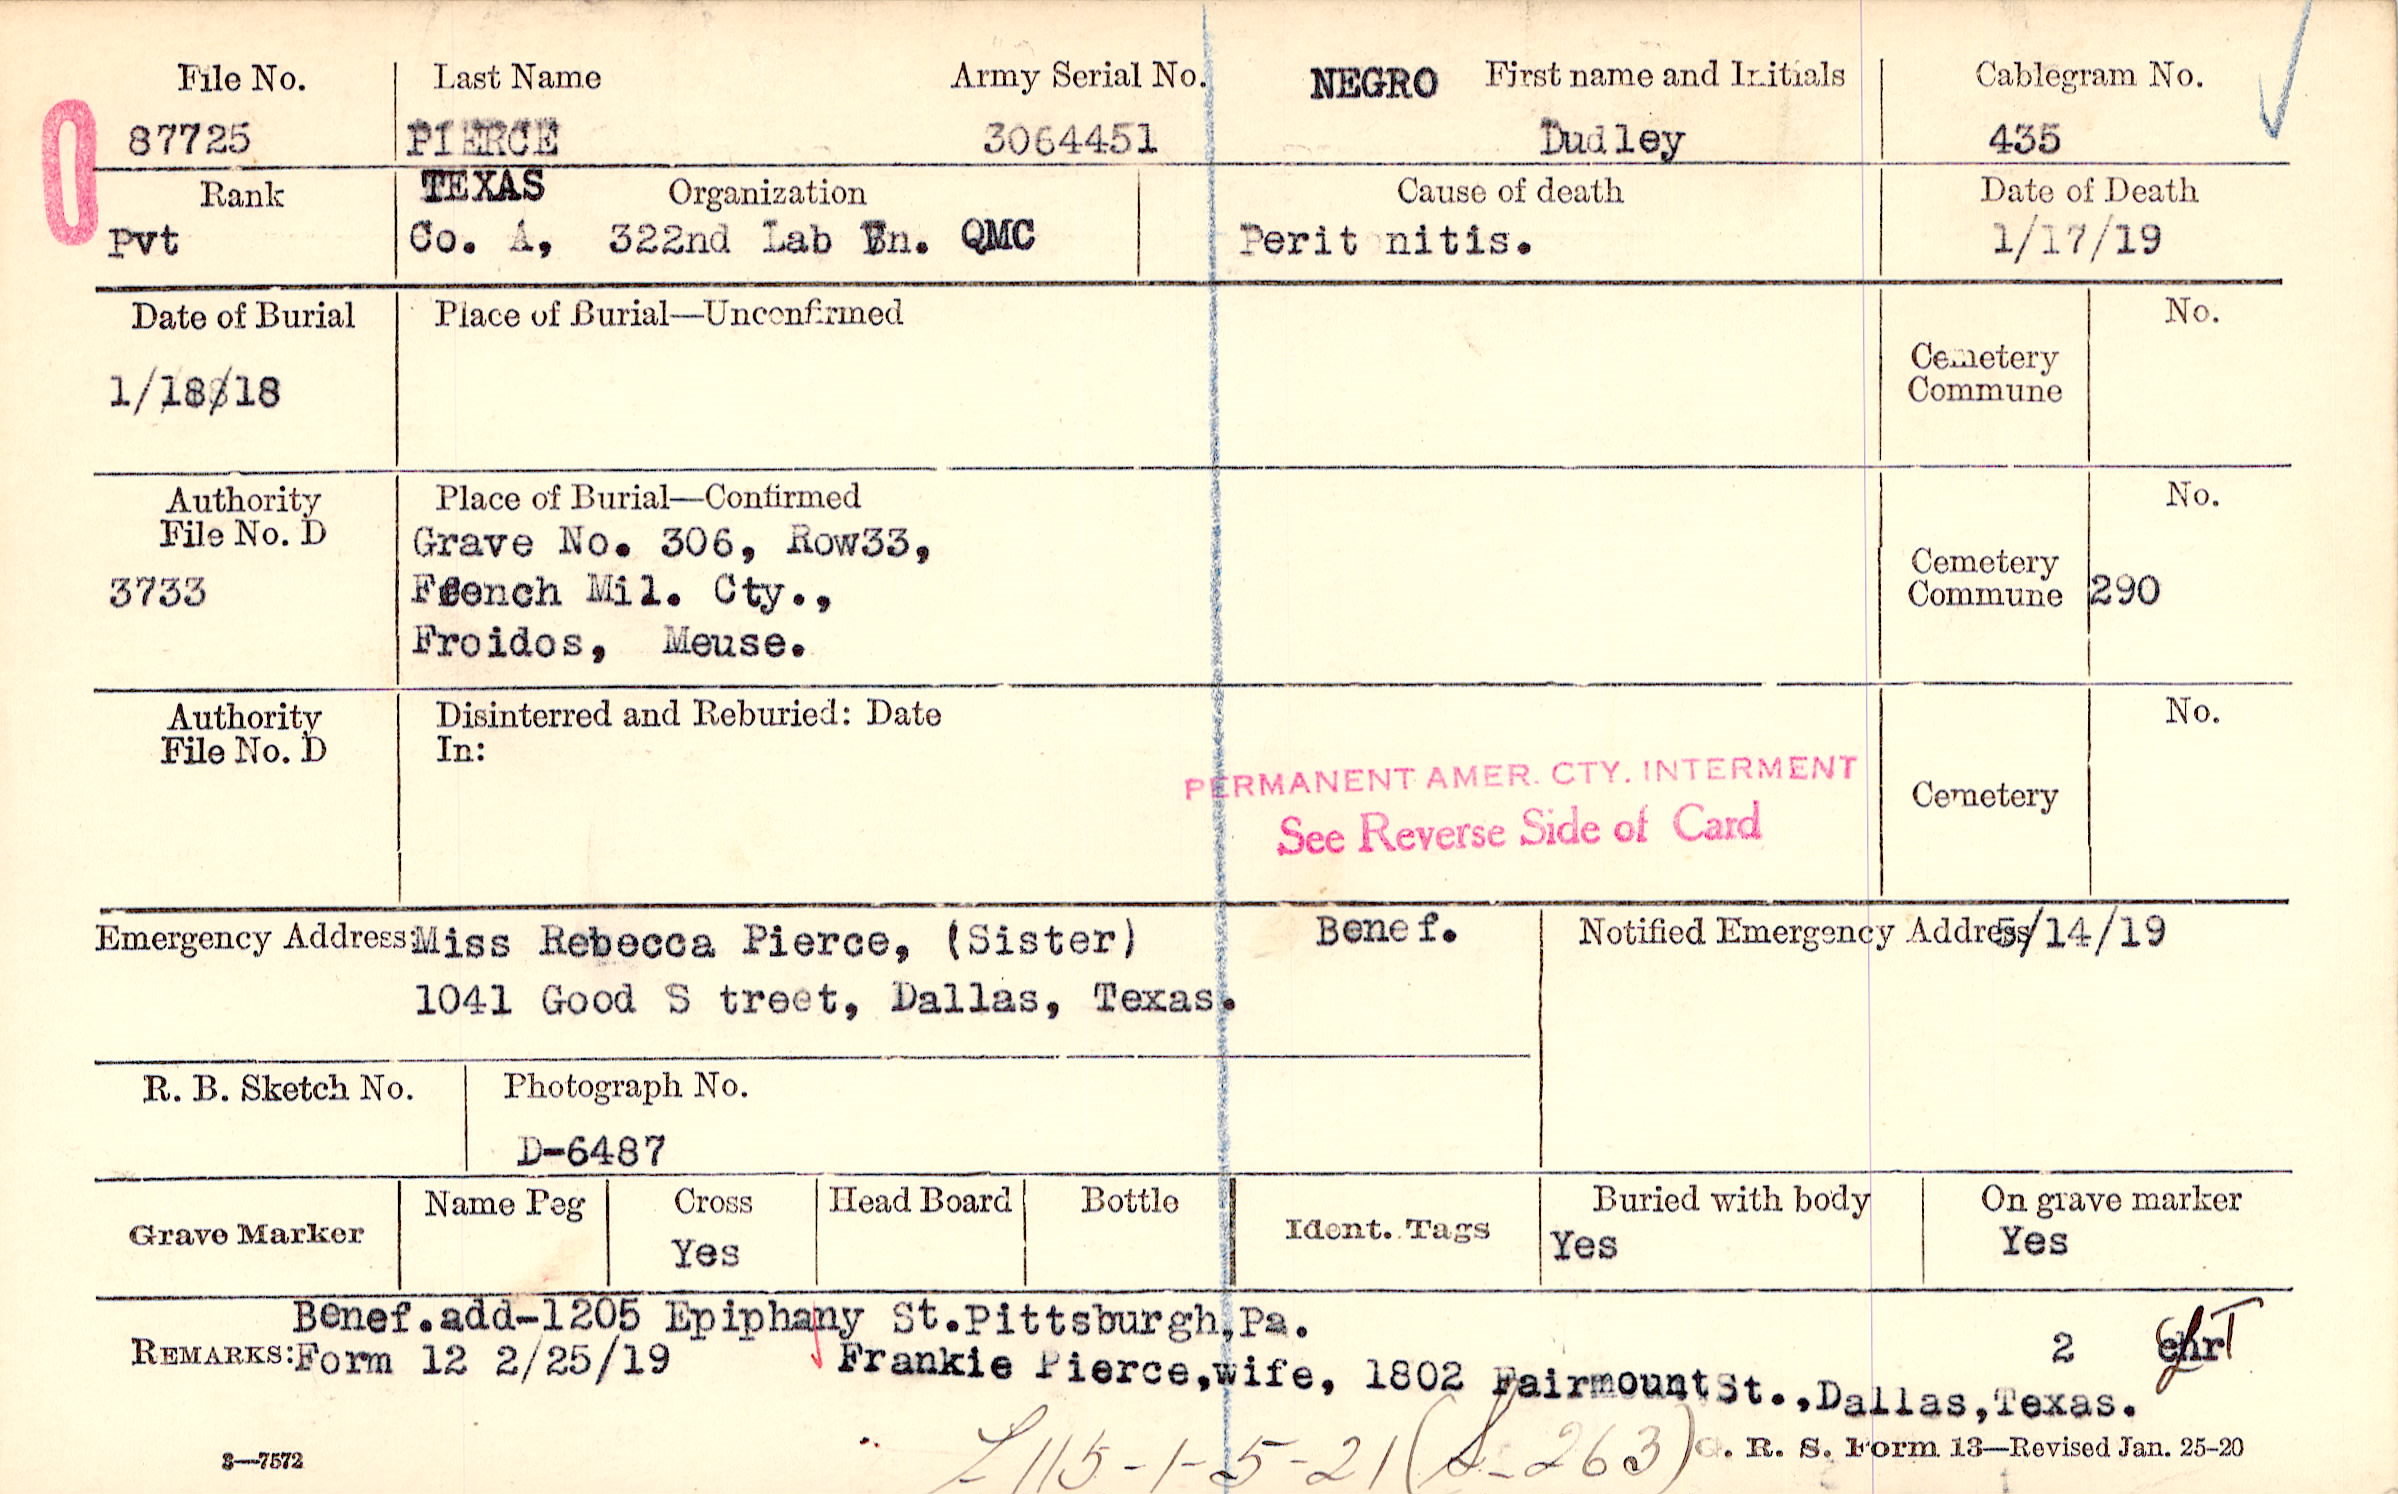 File No. Last Name Army Serial No. NEGRO First name and Initials Cablegram No.
87725 PIERCE 3064451 Dudley 435
Rank TEXAS Organization Cause of death Date of Death
Pvt Co. A, 322nd Lab Bn. QMC Perit nitis. 1/17/19
Date of Burial Place of Burial—Unconfirmed No.
1/18/18 Cemetery
Commune
Authority Place of Burial—Confirmed No.
File No. D Grave No. 306, Row33,
3733 French Mil. Cty., Cemetery
Commune 290
Froidos, Meuse.
Authority Disinterred and Reburied: Date No.
File No. D In:
PERMANENT AMER. CTY. INTERMENT
See Reverse Side of Card
Cemetery
Emergency Address: Miss Rebecca Pierce, (Sister) Benef. Notified Emergency Address 5/14/19
1041 Good S treet, Dallas, Texas.
R. B. Sketch No. Photograph No.
D-6487
Grave Marker Name Peg Cross Head Board Bottle Ident. Tags Buried with body On grave marker
Yes Yes Yes
Benef.add-1205 Epiphany St.Pittsburgh,Pa.
REMARKS: Form 12 2/25/19 Frankie Pierce,wife, 1802 Fairmount St.,Dallas,Texas. 2
L115-1-5-21 (S-263)
3—7572 G. R. S. Form 13—Revised Jan. 25-20